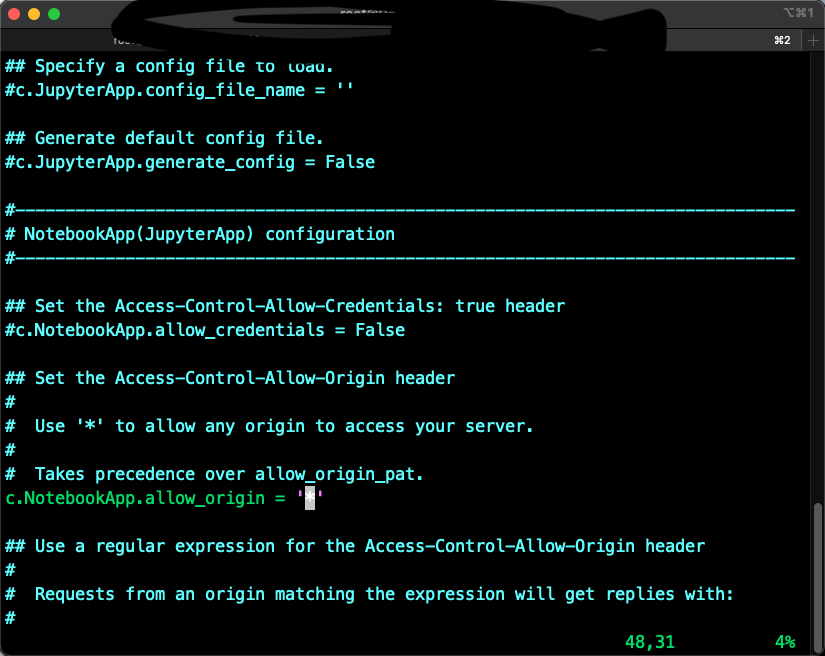 ⌥⌘1
⌘2 +
## Specify a config file to load.
#c.JupyterApp.config_file_name = ''
## Generate default config file.
#c.JupyterApp.generate_config = False
#------------------------------------------------------------------------------
# NotebookApp(JupyterApp) configuration
#------------------------------------------------------------------------------
## Set the Access-Control-Allow-Credentials: true header
#c.NotebookApp.allow_credentials = False
## Set the Access-Control-Allow-Origin header
#
#  Use '*' to allow any origin to access your server.
#
#  Takes precedence over allow_origin_pat.
c.NotebookApp.allow_origin = '*'
## Use a regular expression for the Access-Control-Allow-Origin header
#
#  Requests from an origin matching the expression will get replies with:
#
48,31 4%